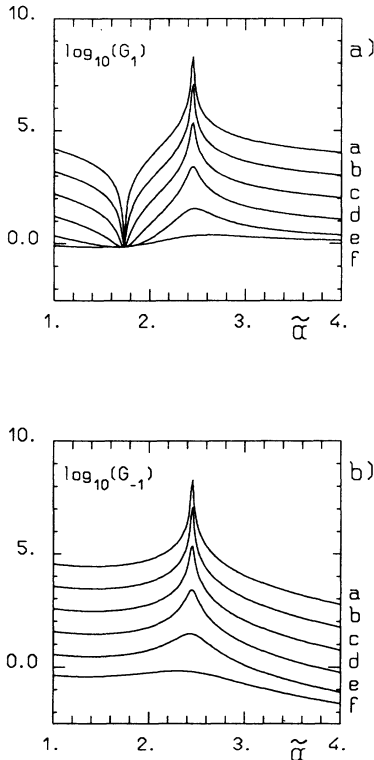 10.
log₁₀(G₁)
a)
5.
a
b
c
d
0.0
e
f
1.
2.
3.
α̃
4.
10.
log₁₀(G₋₁)
b)
5.
a
b
c
0.0
d
e
f
1.
2.
3.
α̃
4.